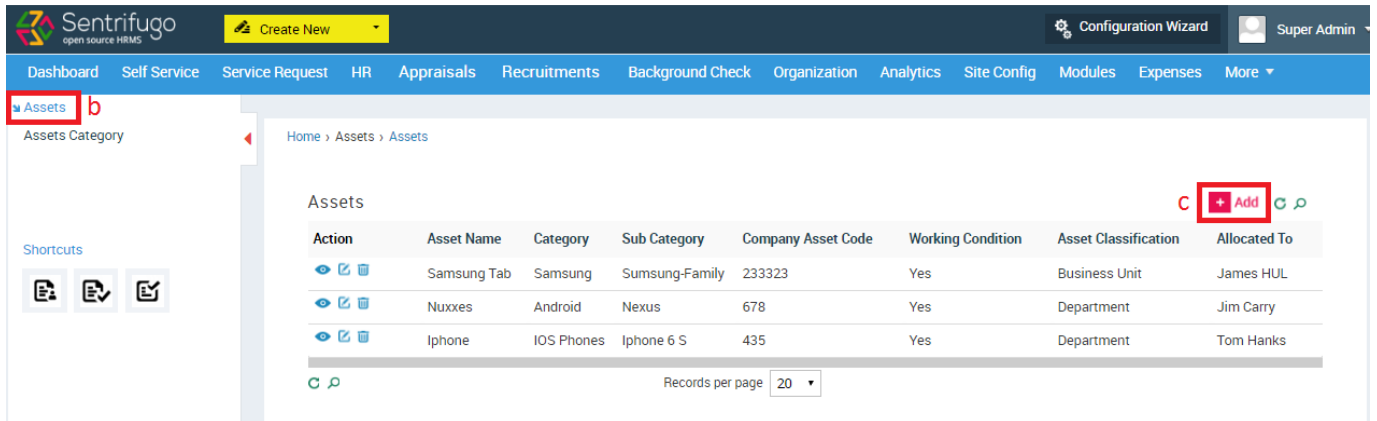 Sentrifugo
open source HRMS
Create New
Configuration Wizard
Super Admin
Dashboard Self Service Service Request HR Appraisals Recruitments Background Check Organization Analytics Site Config Modules Expenses More
Assets b
Assets Category
Home › Assets › Assets
Assets
c + Add
Shortcuts
Action Asset Name Category Sub Category Company Asset Code Working Condition Asset Classification Allocated To
Samsung Tab Samsung Sumsung-Family 233323 Yes Business Unit James HUL
Nuxxes Android Nexus 678 Yes Department Jim Carry
Iphone IOS Phones Iphone 6 S 435 Yes Department Tom Hanks
Records per page 20